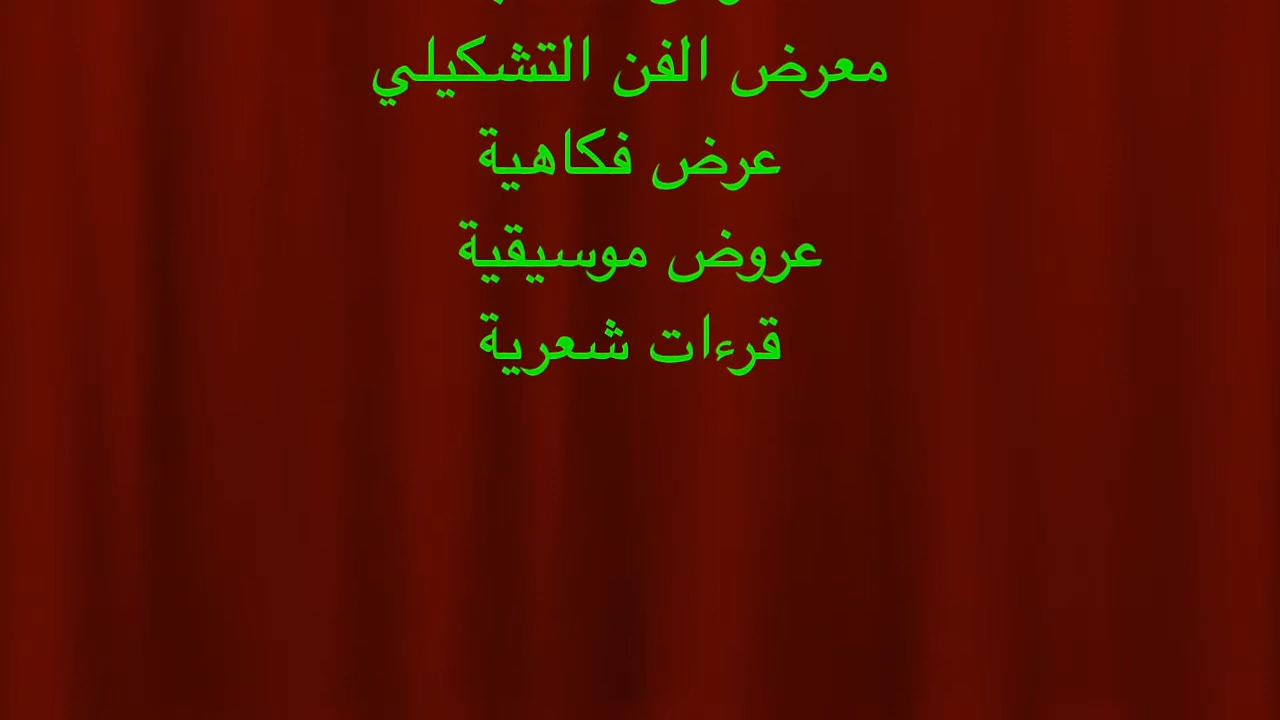 معرض الفن التشكيلي
عرض فكاهية
عروض موسيقية
قرءات شعرية